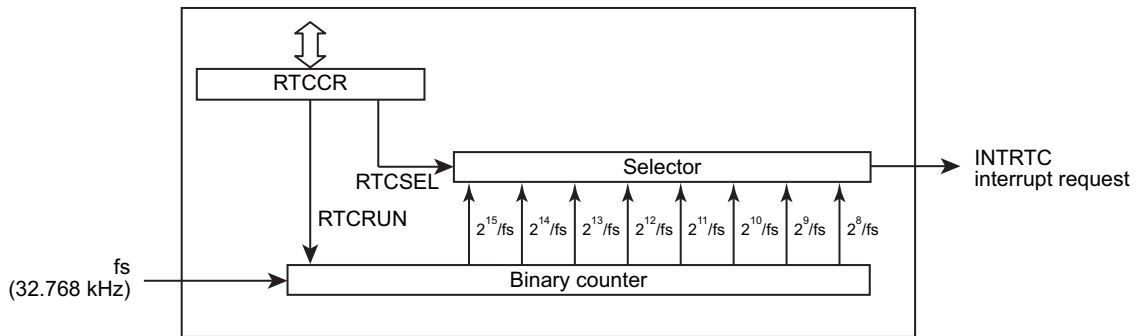 RTCCR
Selector
INTRTC
interrupt request
RTCSEL
RTCRUN
2^15/fs 2^14/fs 2^13/fs 2^12/fs 2^11/fs 2^10/fs 2^9/fs 2^8/fs
fs
(32.768 kHz)
Binary counter